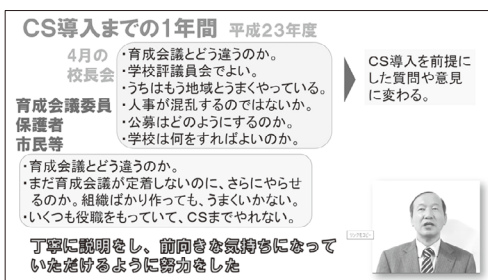 CS導入までの1年間 平成23年度
4月の
校長会
・育成会議とどう違うのか。
・学校評議員会でよい。
・うちはもう地域とうまくやっている。
・人事が混乱するのではないか。
・公募はどのようにするのか。
・学校は何をすればよいのか。
CS導入を前提に
した質問や意見
に変わる。
育成会議委員
保護者
市民等
・育成会議とどう違うのか。
・まだ育成会議が定着しないのに、さらにやらせ
るのか。組織ばかり作っても、うまくいかない。
・いくつも役職をもっていて、CSまでやれない。
丁寧に説明をし、前向きな気持ちになって
いただけるように努力をした